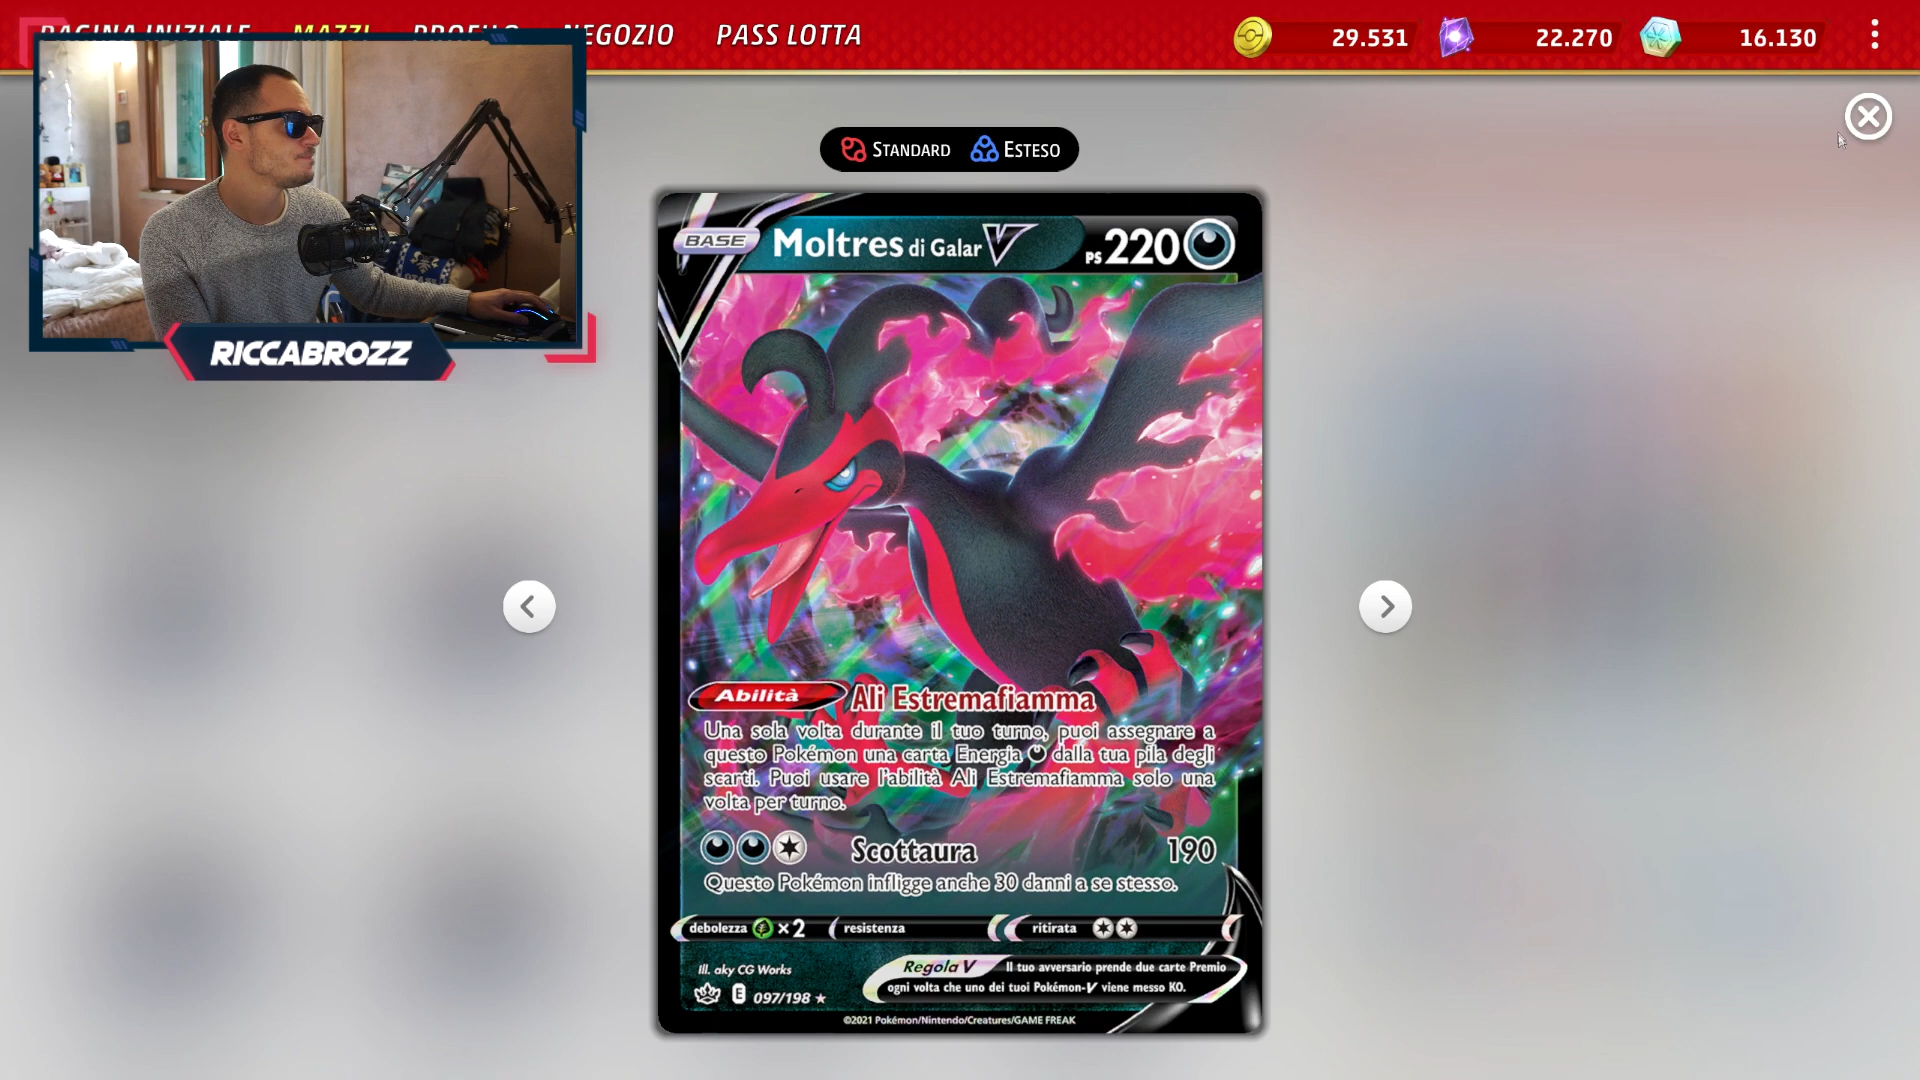 PAGINA INIZIALE MAZZI PROFILO NEGOZIO PASS LOTTA
29.531 22.270 16.130
STANDARD ESTESO
RICCABROZZ
BASE Moltres di Galar V PS 220
Abilità Ali Estremafiamma
Una sola volta durante il tuo turno, puoi assegnare a
questo Pokémon una carta Energia dalla tua pila degli
scarti. Puoi usare l'abilità Ali Estremafiamma solo una
volta per turno.
Scottaura 190
Questo Pokémon infligge anche 30 danni a se stesso.
debolezza ×2 resistenza ritirata
Ill. aky CG Works
Regola V Il tuo avversario prende due carte Premio
ogni volta che uno dei tuoi Pokémon-V viene messo KO.
E 097/198 ★
©2021 Pokémon/Nintendo/Creatures/GAME FREAK